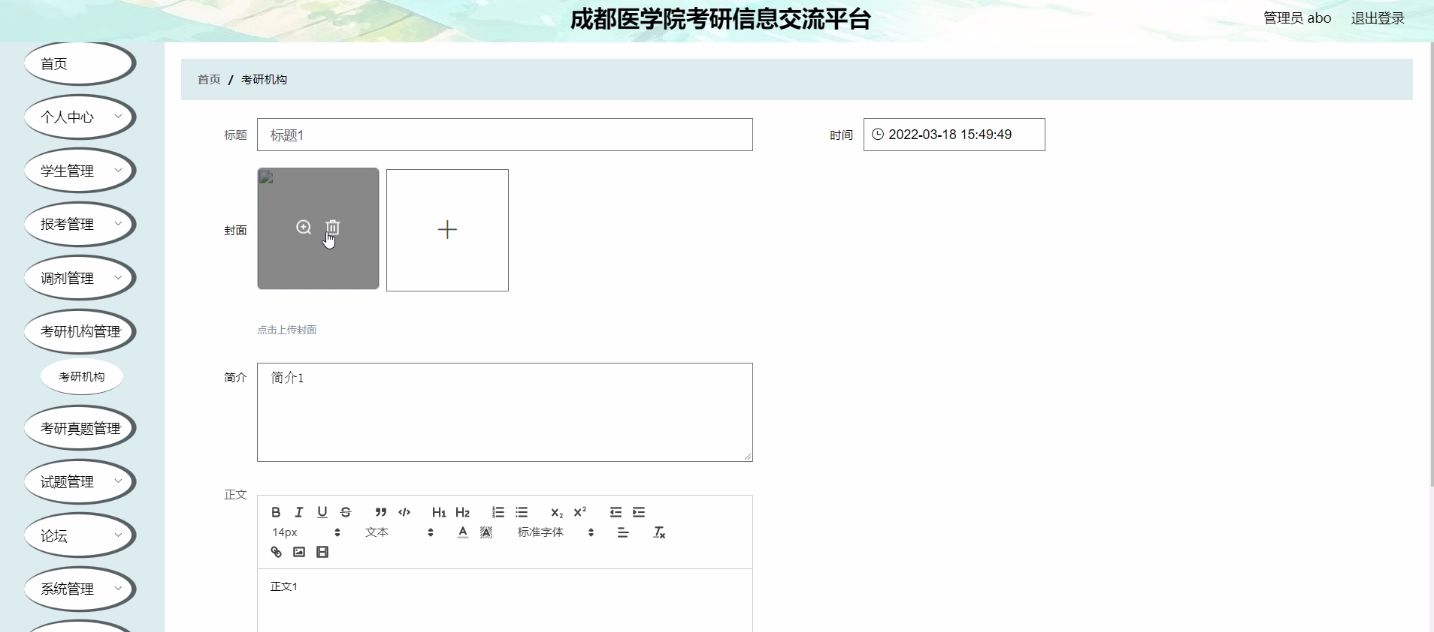 成都医学院考研信息交流平台
管理员 abo 退出登录
首页
个人中心
学生管理
报考管理
调剂管理
考研机构管理
考研机构
考研真题管理
试题管理
论坛
系统管理
首页 / 考研机构
标题 标题1
时间 2022-03-18 15:49:49
封面
点击上传封面
简介 简介1
正文
B I U S H1 H2 X₂ X²
14px 文本 A 标准字体
正文1